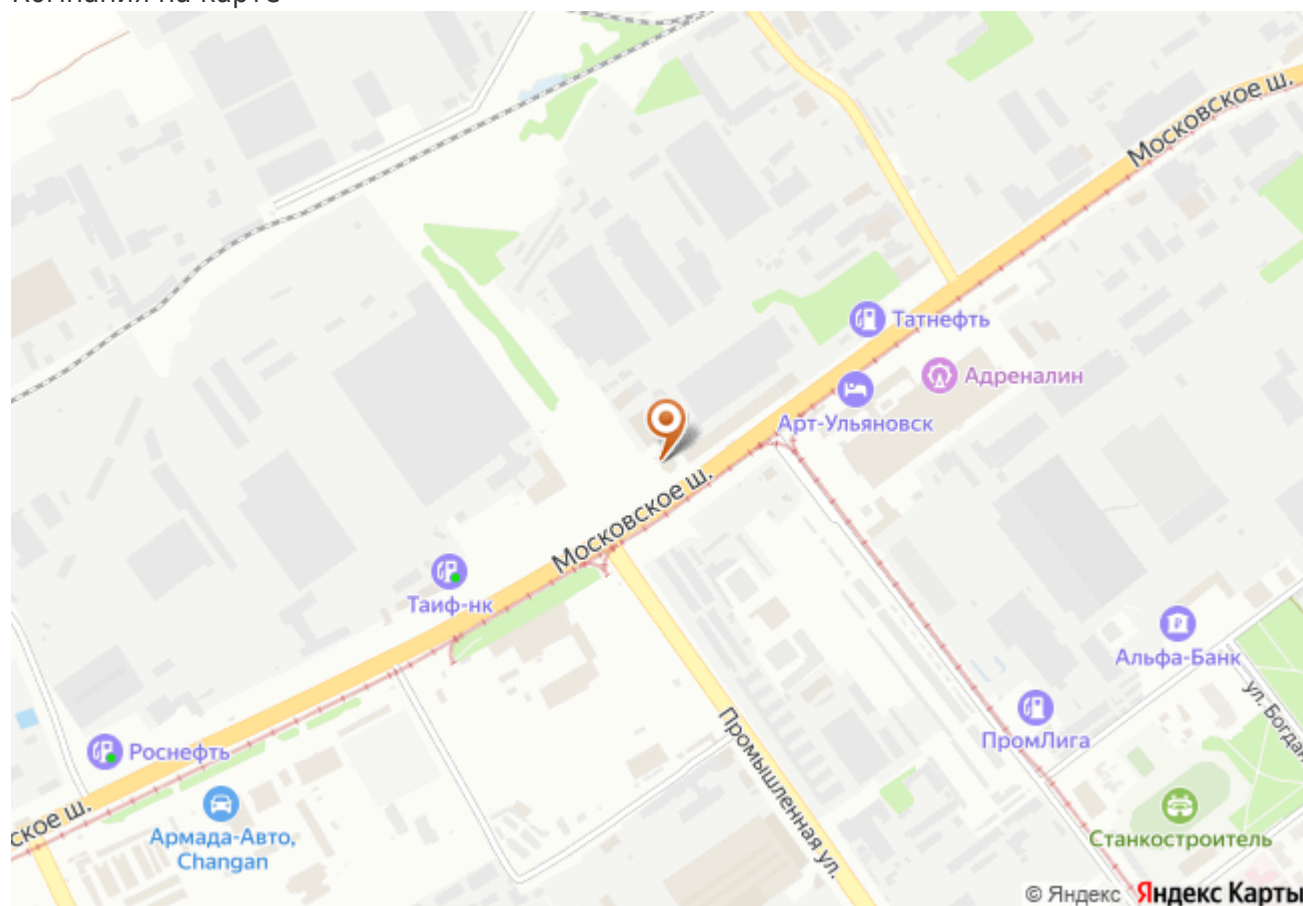 Компания на карте
Московское ш.
Татнефть
Адреналин
Арт-Ульяновск
Московское ш.
Таиф-нк
Альфа-Банк
ул. Богдан
ПромЛига
Промышленная ул.
Роснефть
ское ш.
Армада-Авто,
Changan
Станкостроитель
© Яндекс Яндекс Карты